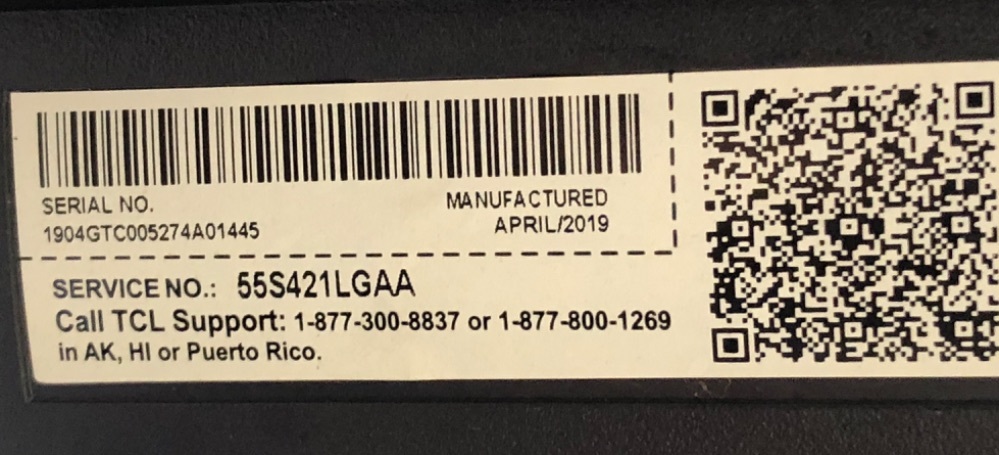 SERIAL NO.
1904GTC005274A01445
MANUFACTURED
APRIL/2019
SERVICE NO.: 55S421LGAA
Call TCL Support: 1-877-300-8837 or 1-877-800-1269
in AK, HI or Puerto Rico.